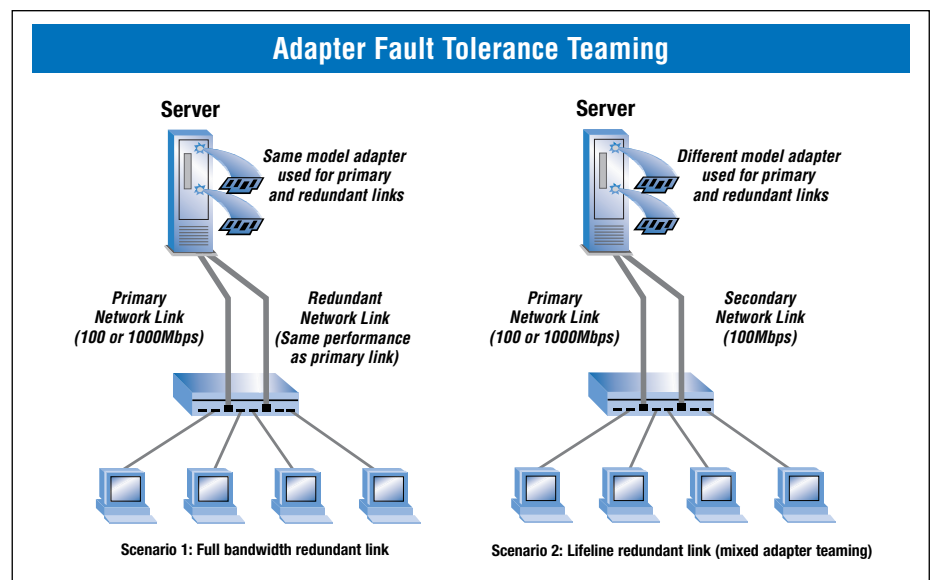 Adapter Fault Tolerance Teaming
Server
Same model adapter
used for primary
and redundant links
Primary
Network Link
(100 or 1000Mbps)
Redundant
Network Link
(Same performance
as primary link)
Scenario 1: Full bandwidth redundant link
Server
Different model adapter
used for primary
and redundant links
Primary
Network Link
(100 or 1000Mbps)
Secondary
Network Link
(100Mbps)
Scenario 2: Lifeline redundant link (mixed adapter teaming)